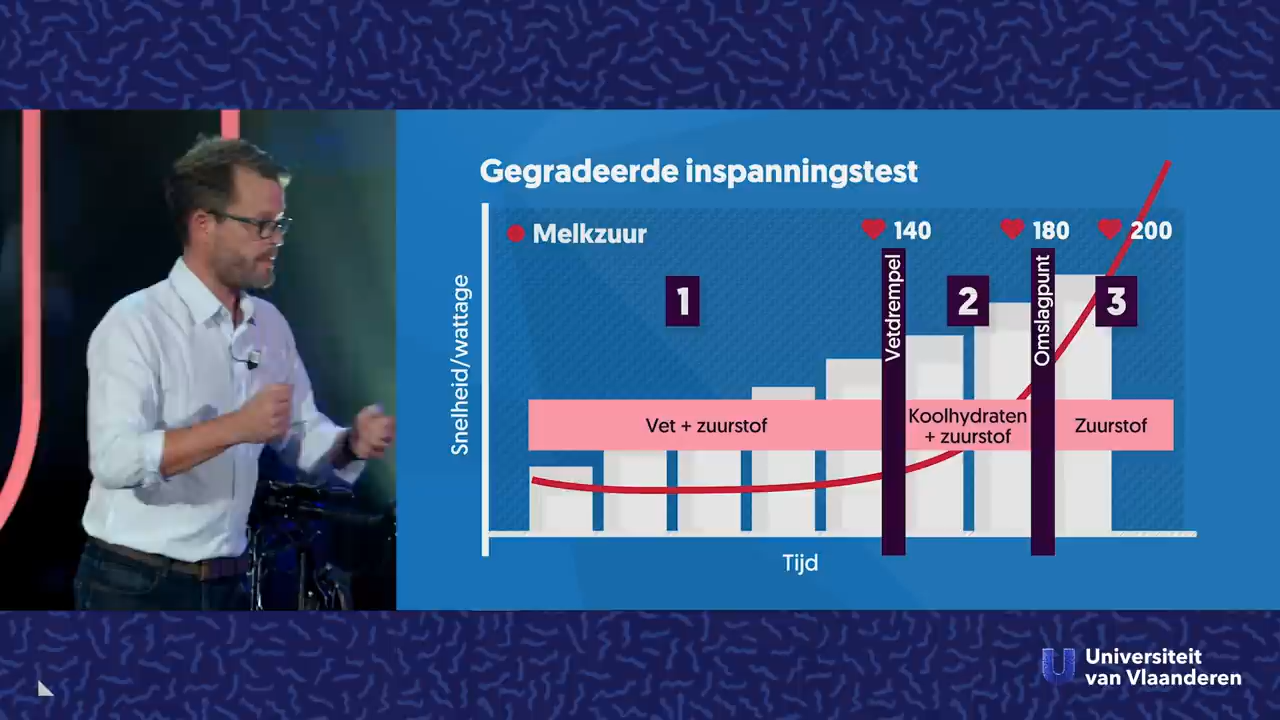 Gegradeerde inspanningstest
Melkzuur
140
180
200
1
2
3
Vetdrempel
Omslagpunt
Snelheid/wattage
Vet + zuurstof
Koolhydraten
+ zuurstof
Zuurstof
Tijd
Universiteit
van Vlaanderen